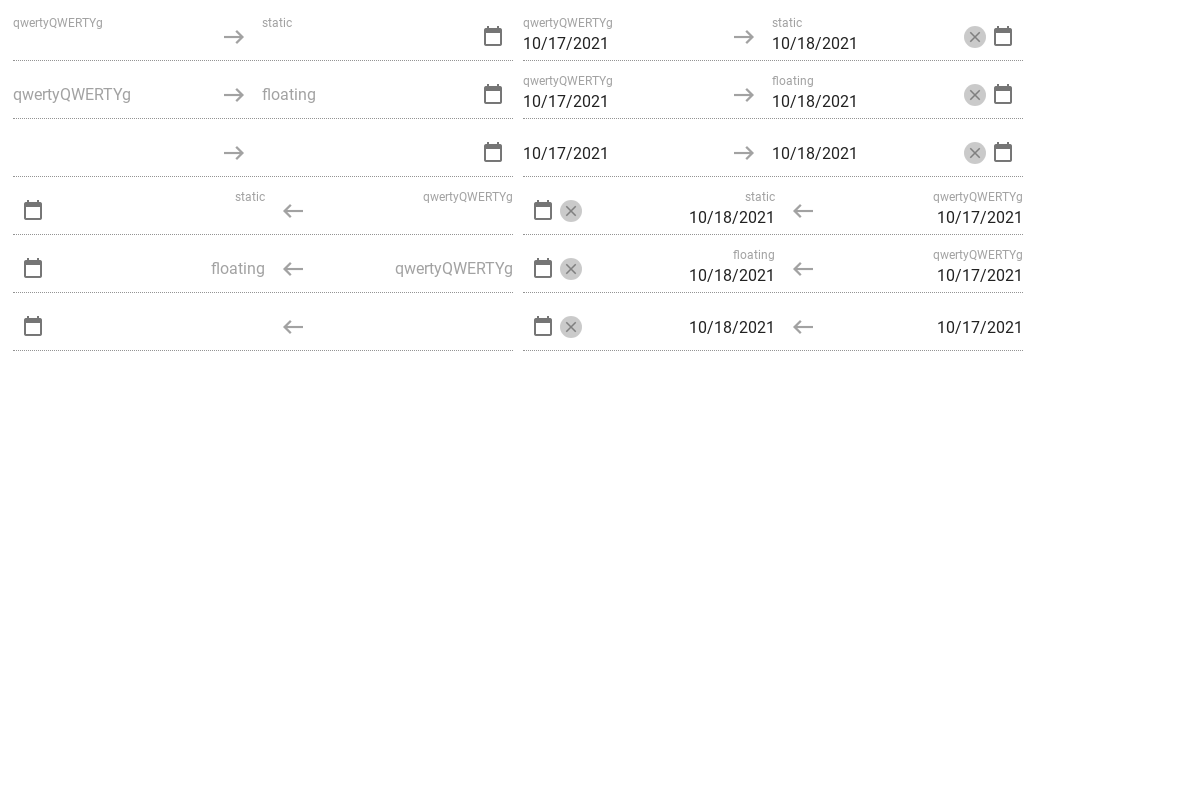 qwertyQWERTYg static qwertyQWERTYg static
10/17/2021 10/18/2021
qwertyQWERTYg floating qwertyQWERTYg floating
10/17/2021 10/18/2021
10/17/2021 10/18/2021
static qwertyQWERTYg static qwertyQWERTYg
10/18/2021 10/17/2021
floating qwertyQWERTYg floating qwertyQWERTYg
10/18/2021 10/17/2021
10/18/2021 10/17/2021